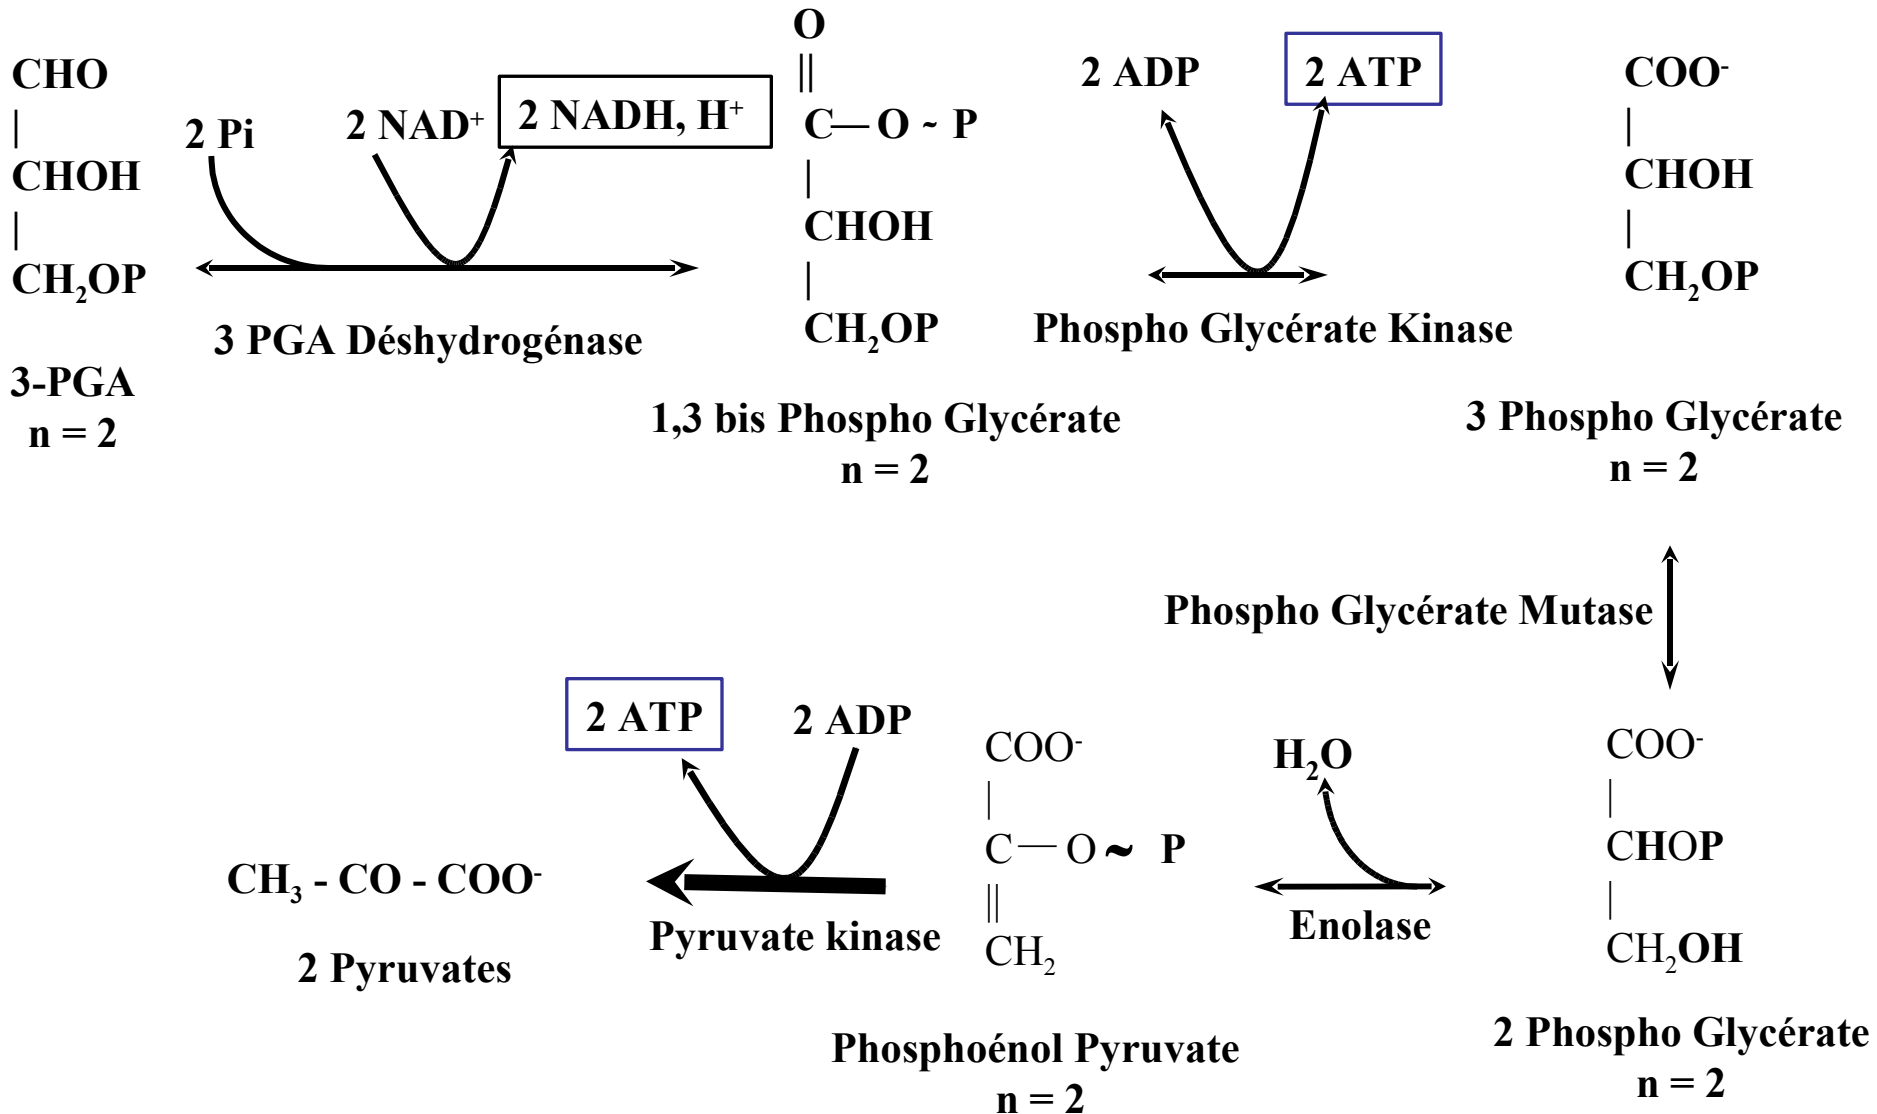 CHO
|
CHOH
|
CH₂OP
3-PGA
n = 2
2 Pi
2 NAD⁺
2 NADH, H⁺
3 PGA Déshydrogénase
O
||
C— O ~ P
|
CHOH
|
CH₂OP
1,3 bis Phospho Glycérate
n = 2
2 ADP
2 ATP
Phospho Glycérate Kinase
COO⁻
|
CHOH
|
CH₂OP
3 Phospho Glycérate
n = 2
Phospho Glycérate Mutase
COO⁻
|
CHOP
|
CH₂OH
2 Phospho Glycérate
n = 2
H₂O
Enolase
COO⁻
|
C — O ~ P
||
CH₂
Phosphoénol Pyruvate
n = 2
2 ATP
2 ADP
Pyruvate kinase
CH₃ - CO - COO⁻
2 Pyruvates